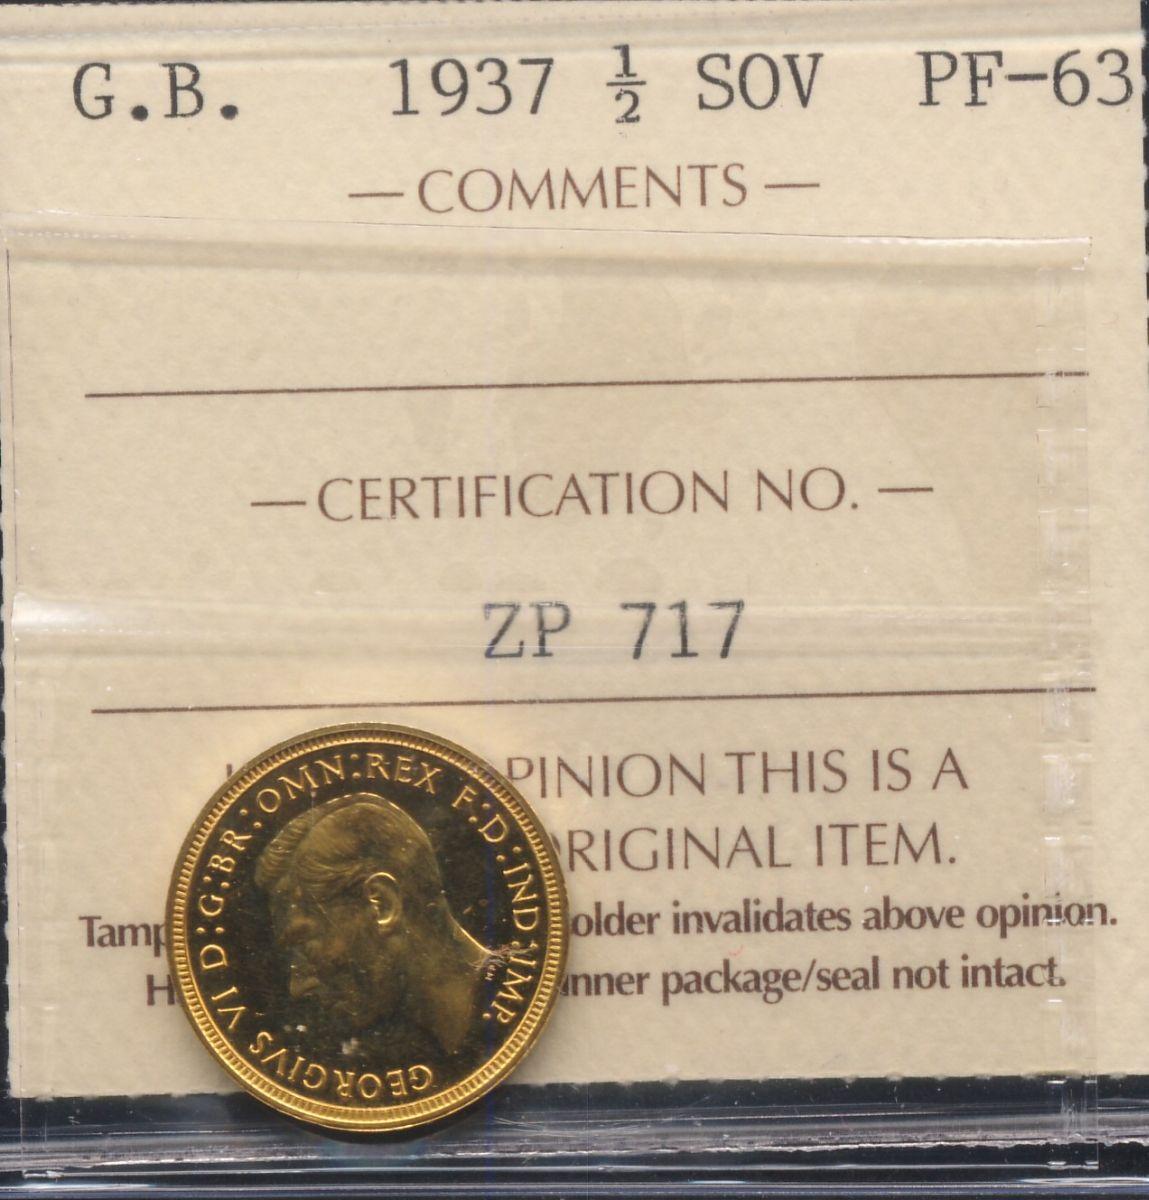 G.B. 1937 ½ SOV PF-63
— COMMENTS —
— CERTIFICATION NO. —
ZP 717
PINION THIS IS A
RIGINAL ITEM.
Tamp older invalidates above opinion.
H inner package/seal not intact.
GEORGIVS VI D:G:BR:OMN:REX F:D:IND:IMP.